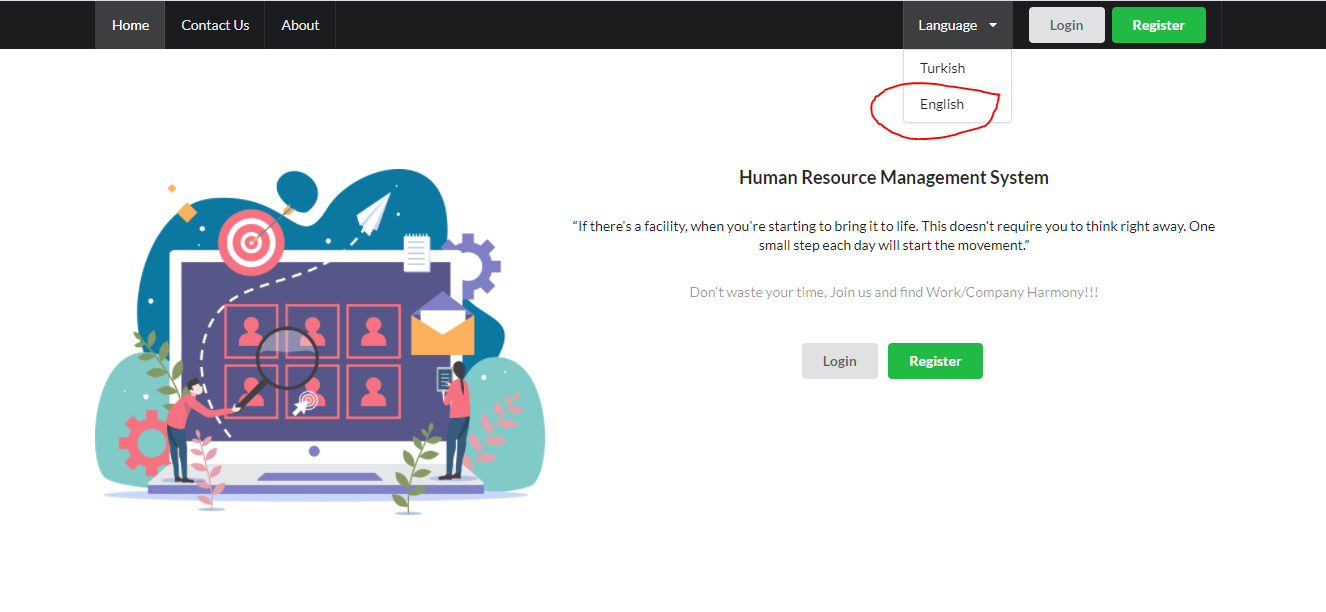 Home Contact Us About Language Login Register
Turkish
English
Human Resource Management System
“If there's a facility, when you're starting to bring it to life. This doesn't require you to think right away. One
small step each day will start the movement.”
Don't waste your time, Join us and find Work/Company Harmony!!!
Login Register